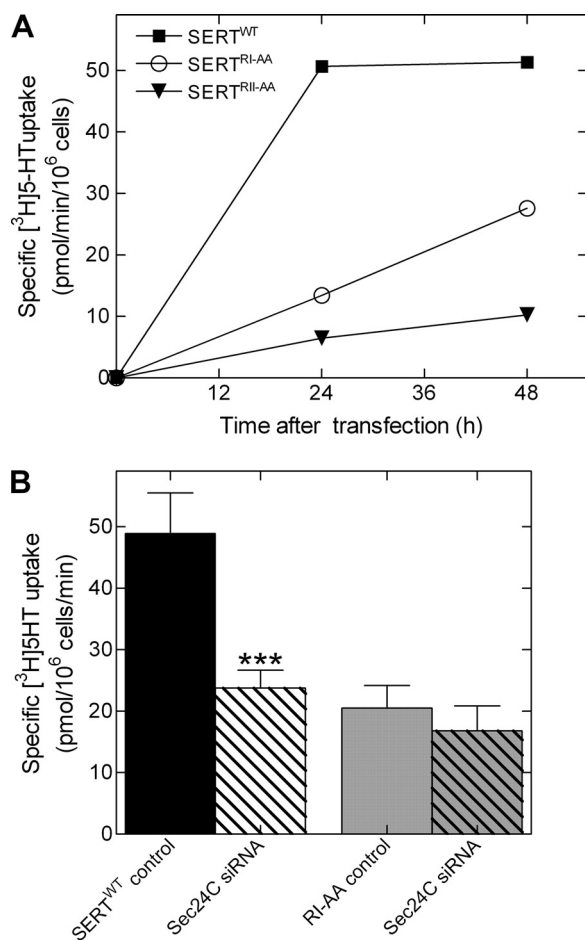 A
SERT^WT
SERT^RI-AA
SERT^RII-AA
Specific [³H]5-HTuptake
(pmol/min/10⁶ cells)
50
40
30
20
10
0
12
24
36
48
Time after transfection (h)
B
Specific [³H]5HT uptake
(pmol/10⁶ cells/min)
50
40
30
20
10
0
***
SERT^WT control
Sec24C siRNA
RI-AA control
Sec24C siRNA